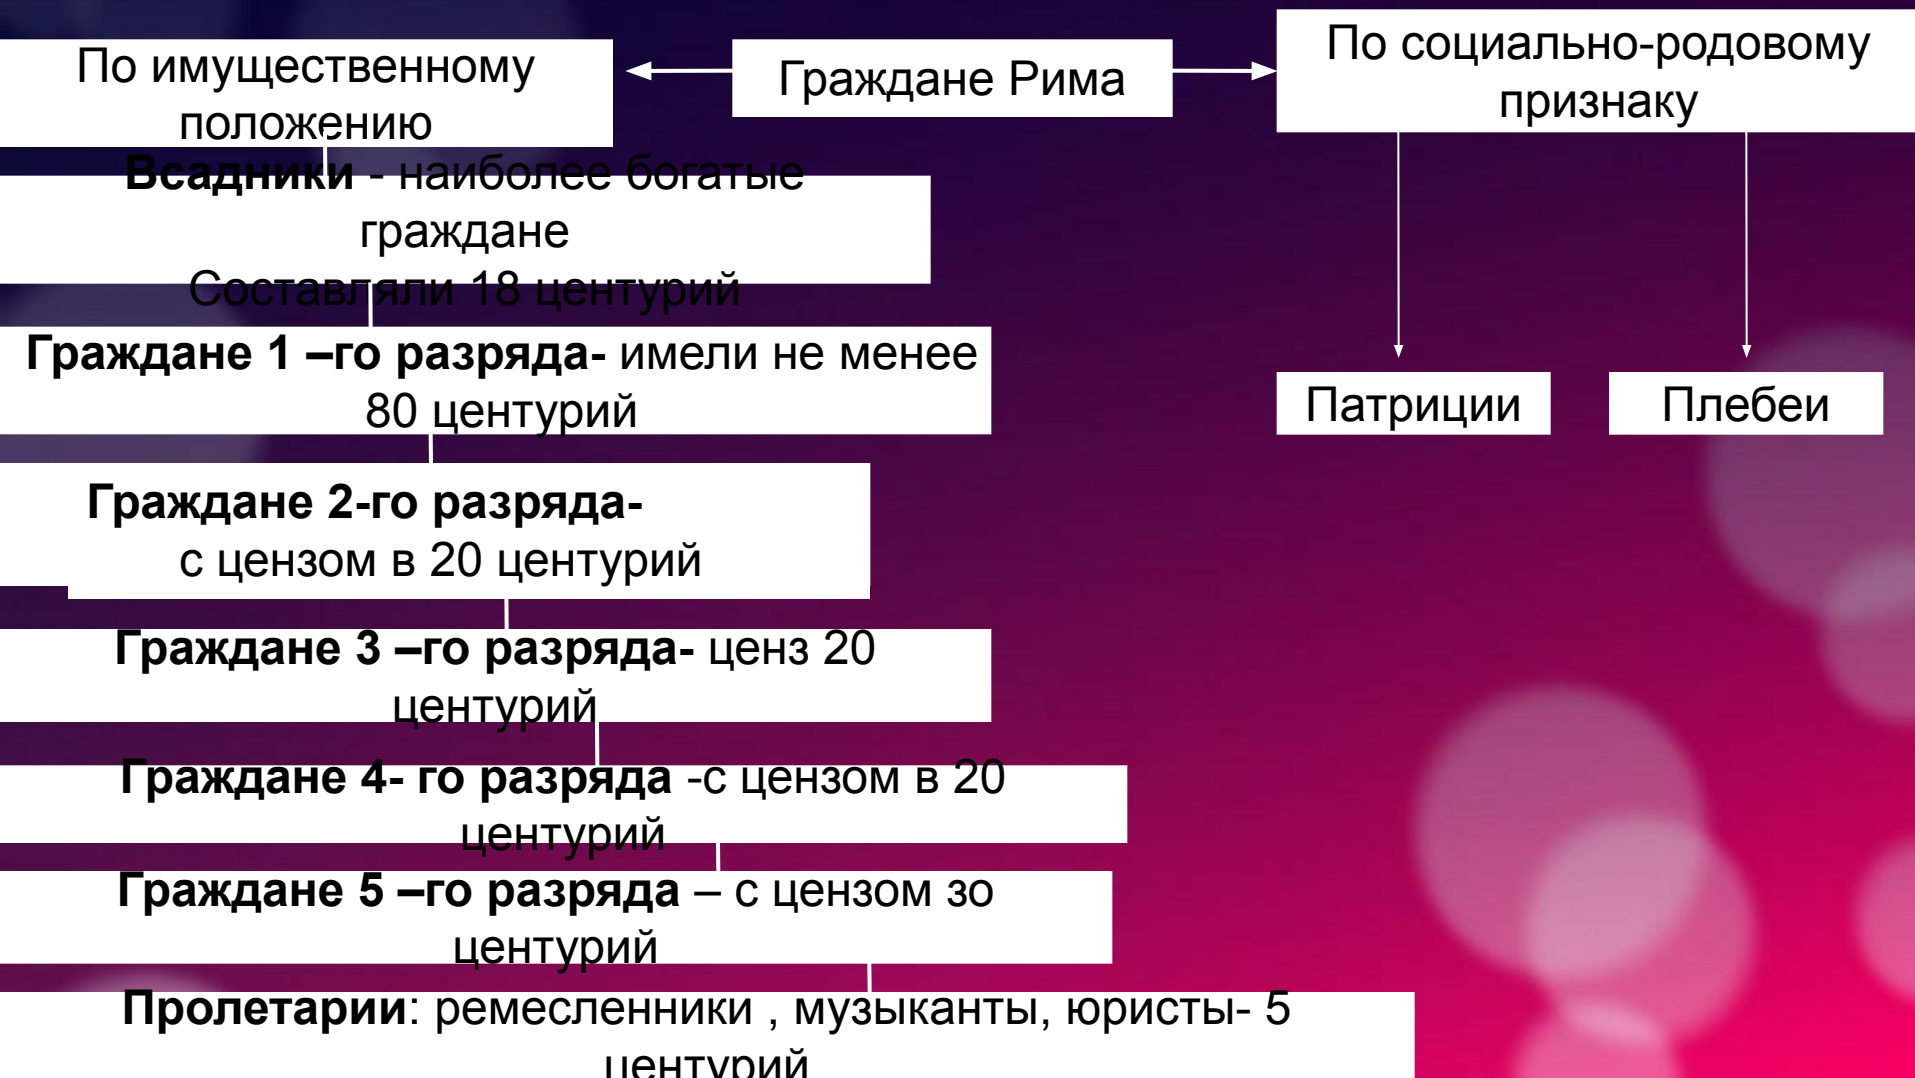 По имущественному
положению
Граждане Рима
По социально-родовому
признаку
Всадники - наиболее богатые
граждане
Составляли 18 центурий
Граждане 1 –го разряда- имели не менее
80 центурий
Патриции
Плебеи
Граждане 2-го разряда-
с цензом в 20 центурий
Граждане 3 –го разряда- ценз 20
центурий
Граждане 4- го разряда -с цензом в 20
центурий
Граждане 5 –го разряда – с цензом зо
центурий
Пролетарии: ремесленники , музыканты, юристы- 5
центурий